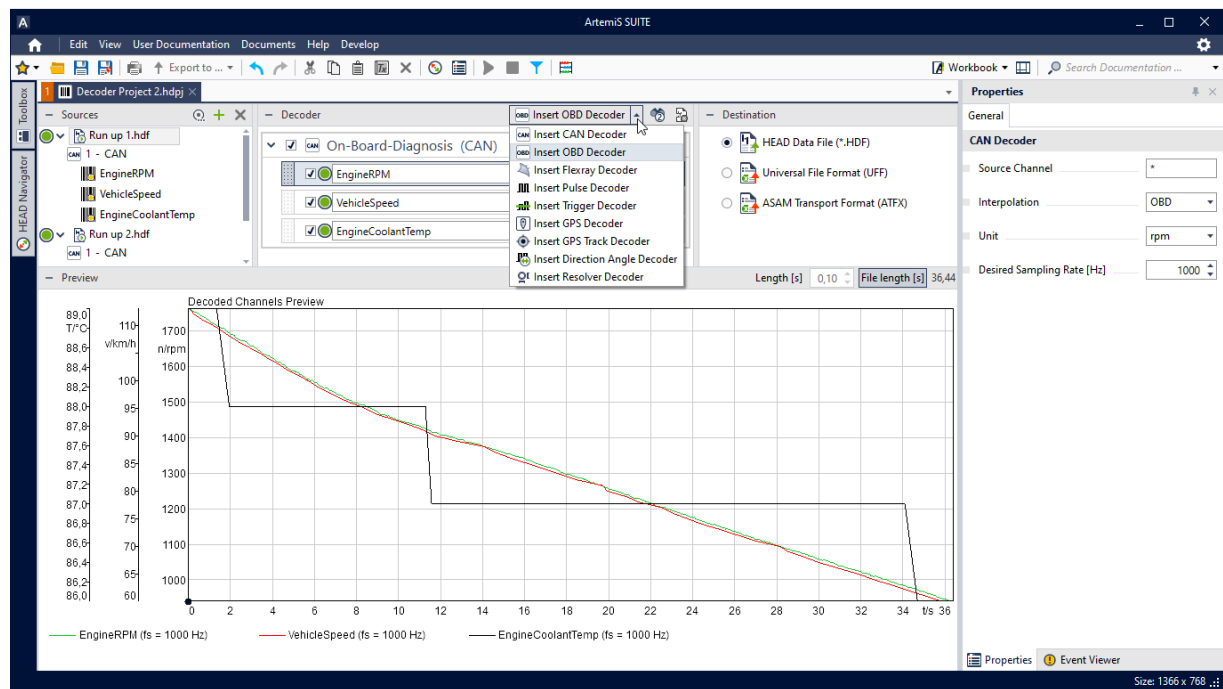 A
ArtemiS SUITE
Edit View User Documentation Documents Help Develop
Export to ...
Workbook
Search Documentation ...
Toolbox
HEAD Navigator
1 Decoder Project 2.hdpj
Sources
Run up 1.hdf
CAN 1 - CAN
EngineRPM
VehicleSpeed
EngineCoolantTemp
Run up 2.hdf
CAN 1 - CAN
Decoder
OBD Insert OBD Decoder
CAN On-Board-Diagnosis (CAN)
EngineRPM
VehicleSpeed
EngineCoolantTemp
CAN Insert CAN Decoder
OBD Insert OBD Decoder
Insert Flexray Decoder
Insert Pulse Decoder
Insert Trigger Decoder
Insert GPS Decoder
Insert GPS Track Decoder
Insert Direction Angle Decoder
Insert Resolver Decoder
Destination
HEAD Data File (*.HDF)
Universal File Format (UFF)
ASAM Transport Format (ATFX)
Preview
Length [s] 0,10 File length [s] 36,44
Decoded Channels Preview
89,0
T/°C
88,6
88,4
88,2
88,0
87,8
87,6
87,4
87,2
87,0
86,8
86,6
86,4
86,2
86,0
110
v/km/h
100
95
90
85
80
75
70
65
60
1700
n/rpm
1600
1500
1400
1300
1200
1100
1000
0 2 4 6 8 10 12 14 16 18 20 22 24 26 28 30 32 34 t/s 36
EngineRPM (fs = 1000 Hz) VehicleSpeed (fs = 1000 Hz) EngineCoolantTemp (fs = 1000 Hz)
Properties
General
CAN Decoder
Source Channel *
Interpolation OBD
Unit rpm
Desired Sampling Rate [Hz] 1000
Properties Event Viewer
Size: 1366 x 768